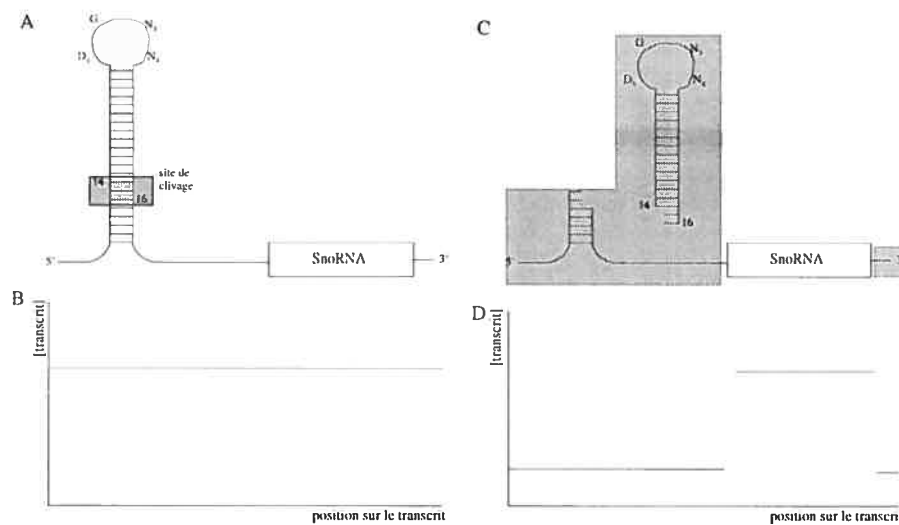 A
G
N
N
D
site de
clivage
14
16
5'
SnoRNA
3'
B
[transcrit]
position sur le transcrit
C
G
N
N
D
14
16
5'
SnoRNA
D
[transcrit]
position sur le transcrit